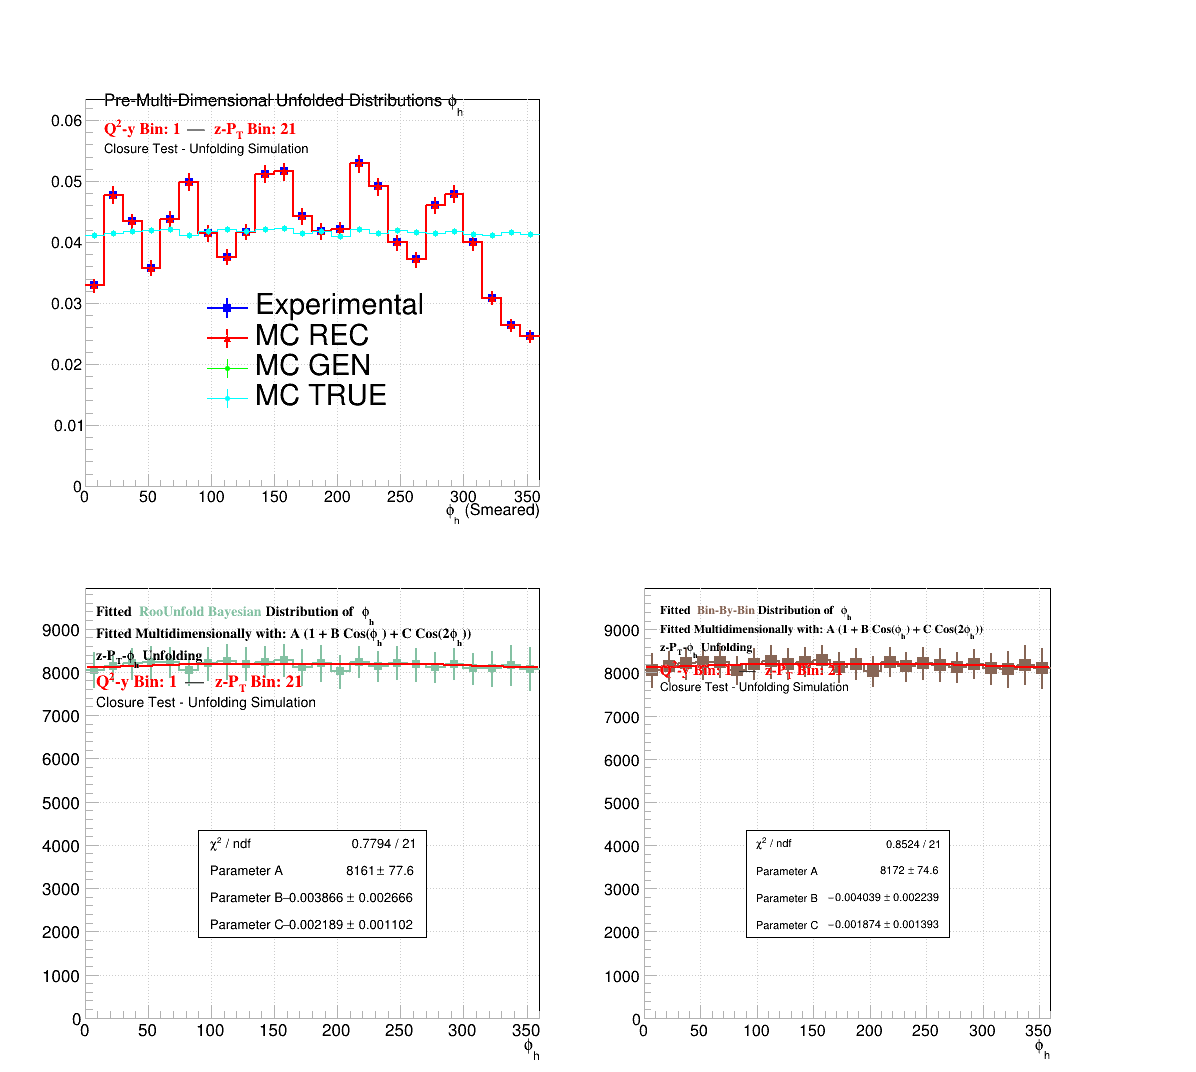 Pre-Multi-Dimensional Unfolded Distributions ϕh
Q2-y Bin: 1 — z-PT Bin: 21
Closure Test - Unfolding Simulation
0.06
0.05
0.04
0.03
0.02
0.01
0
Experimental
MC REC
MC GEN
MC TRUE
0 50 100 150 200 250 300 350
ϕh (Smeared)
Fitted RooUnfold Bayesian Distribution of ϕh
Fitted Multidimensionally with: A (1 + B Cos(ϕh) + C Cos(2ϕh))
z-PT-ϕh Unfolding
Q2-y Bin: 1 — z-PT Bin: 21
Closure Test - Unfolding Simulation
9000
8000
7000
6000
5000
4000
3000
2000
1000
0
χ2 / ndf 0.7794 / 21
Parameter A 8161 ± 77.6
Parameter B −0.003866 ± 0.002666
Parameter C −0.002189 ± 0.001102
0 50 100 150 200 250 300 350
ϕh
Fitted Bin-By-Bin Distribution of ϕh
Fitted Multidimensionally with: A (1 + B Cos(ϕh) + C Cos(2ϕh))
z-PT-ϕh Unfolding
Q2-y Bin: 1 — z-PT Bin: 21
Closure Test - Unfolding Simulation
9000
8000
7000
6000
5000
4000
3000
2000
1000
0
χ2 / ndf 0.8524 / 21
Parameter A 8172 ± 74.6
Parameter B −0.004039 ± 0.002239
Parameter C −0.001874 ± 0.001393
0 50 100 150 200 250 300 350
ϕh